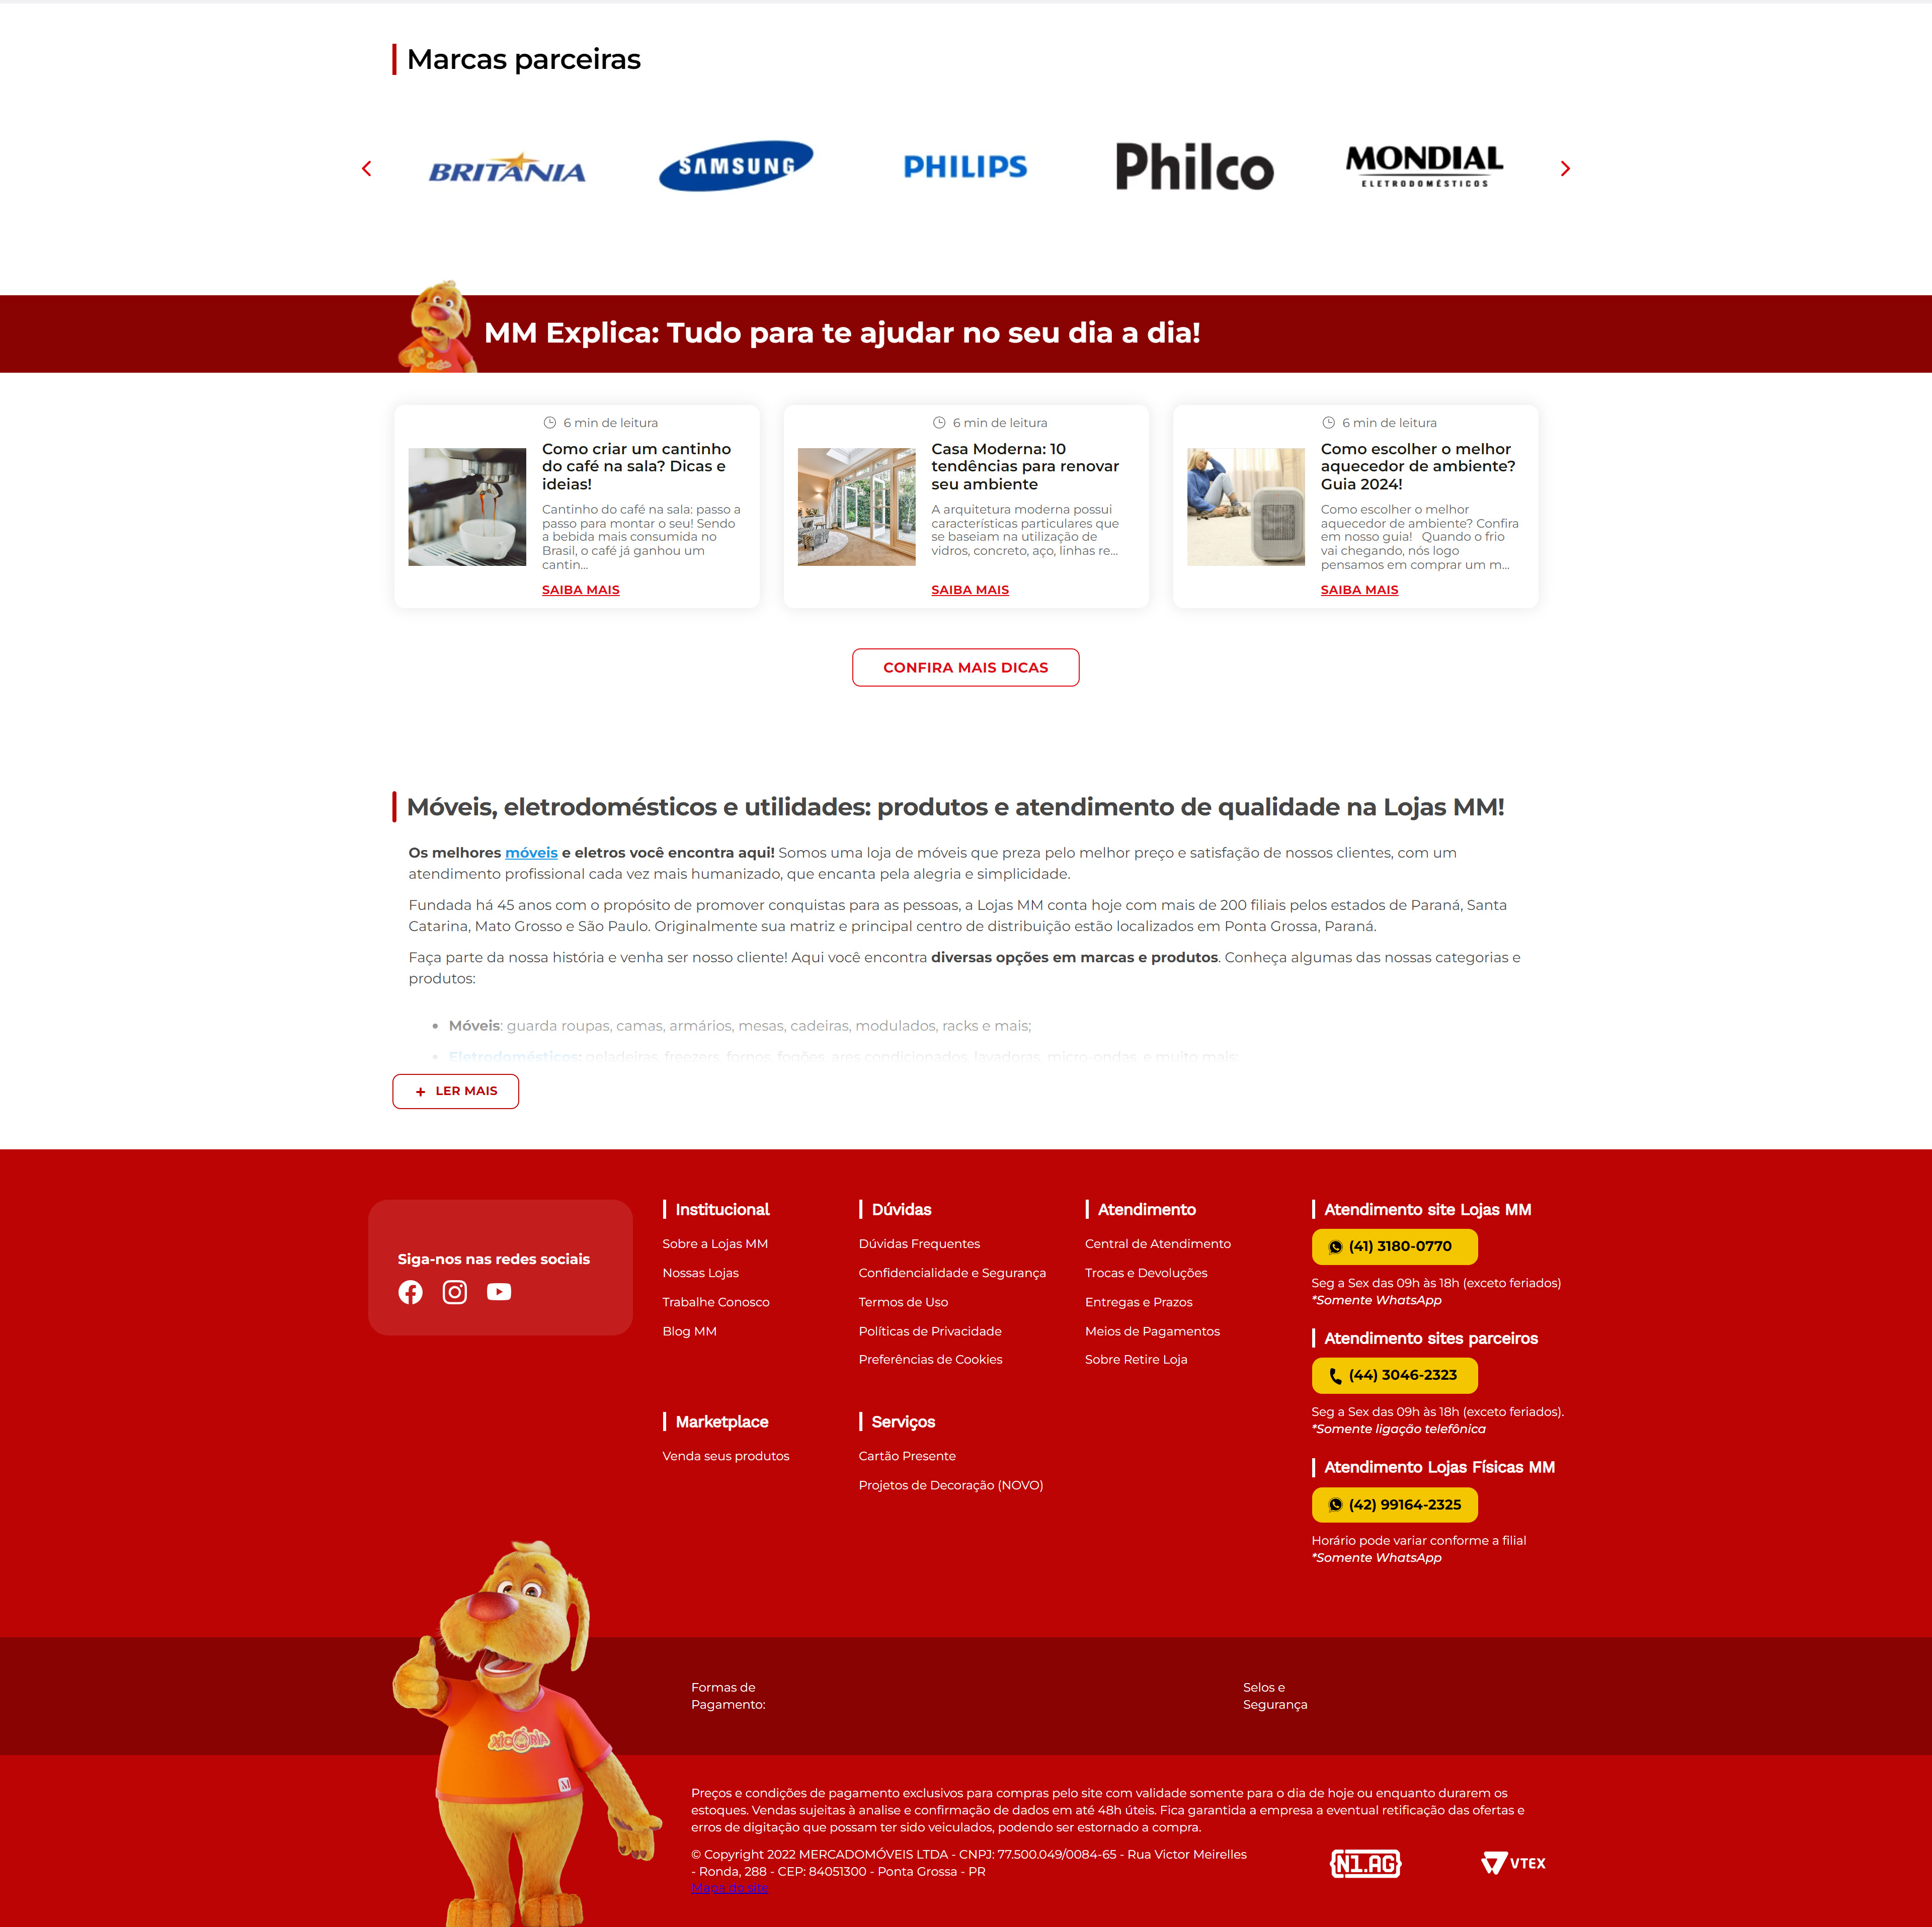 Marcas parceiras
BRITÂNIA
SAMSUNG
PHILIPS
Philco
MONDIAL
ELETRODOMÉSTICOS
MM Explica: Tudo para te ajudar no seu dia a dia!
6 min de leitura
Como criar um cantinho
do café na sala? Dicas e
ideias!
Cantinho do café na sala: passo a
passo para montar o seu! Sendo
a bebida mais consumida no
Brasil, o café já ganhou um
cantin...
SAIBA MAIS
6 min de leitura
Casa Moderna: 10
tendências para renovar
seu ambiente
A arquitetura moderna possui
características particulares que
se baseiam na utilização de
vidros, concreto, aço, linhas re...
SAIBA MAIS
6 min de leitura
Como escolher o melhor
aquecedor de ambiente?
Guia 2024!
Como escolher o melhor
aquecedor de ambiente? Confira
em nosso guia! Quando o frio
vai chegando, nós logo
pensamos em comprar um m...
SAIBA MAIS
CONFIRA MAIS DICAS
Móveis, eletrodomésticos e utilidades: produtos e atendimento de qualidade na Lojas MM!
Os melhores móveis e eletros você encontra aqui! Somos uma loja de móveis que preza pelo melhor preço e satisfação de nossos clientes, com um
atendimento profissional cada vez mais humanizado, que encanta pela alegria e simplicidade.
Fundada há 45 anos com o propósito de promover conquistas para as pessoas, a Lojas MM conta hoje com mais de 200 filiais pelos estados de Paraná, Santa
Catarina, Mato Grosso e São Paulo. Originalmente sua matriz e principal centro de distribuição estão localizados em Ponta Grossa, Paraná.
Faça parte da nossa história e venha ser nosso cliente! Aqui você encontra diversas opções em marcas e produtos. Conheça algumas das nossas categorias e
produtos:
• Móveis: guarda roupas, camas, armários, mesas, cadeiras, modulados, racks e mais;
• Eletrodomésticos: geladeiras, freezers, fornos, fogões, ares condicionados, lavadoras, micro-ondas, e muito mais;
+ LER MAIS
Siga-nos nas redes sociais
Institucional
Sobre a Lojas MM
Nossas Lojas
Trabalhe Conosco
Blog MM
Dúvidas
Dúvidas Frequentes
Confidencialidade e Segurança
Termos de Uso
Políticas de Privacidade
Preferências de Cookies
Atendimento
Central de Atendimento
Trocas e Devoluções
Entregas e Prazos
Meios de Pagamentos
Sobre Retire Loja
Marketplace
Venda seus produtos
Serviços
Cartão Presente
Projetos de Decoração (NOVO)
Atendimento site Lojas MM
(41) 3180-0770
Seg a Sex das 09h às 18h (exceto feriados)
*Somente WhatsApp
Atendimento sites parceiros
(44) 3046-2323
Seg a Sex das 09h às 18h (exceto feriados).
*Somente ligação telefônica
Atendimento Lojas Físicas MM
(42) 99164-2325
Horário pode variar conforme a filial
*Somente WhatsApp
XICÓRIA
Formas de
Pagamento:
Selos e
Segurança
Preços e condições de pagamento exclusivos para compras pelo site com validade somente para o dia de hoje ou enquanto durarem os
estoques. Vendas sujeitas à analise e confirmação de dados em até 48h úteis. Fica garantida a empresa a eventual retificação das ofertas e
erros de digitação que possam ter sido veiculados, podendo ser estornado a compra.
© Copyright 2022 MERCADOMÓVEIS LTDA - CNPJ: 77.500.049/0084-65 - Rua Victor Meirelles
- Ronda, 288 - CEP: 84051300 - Ponta Grossa - PR
Mapa do site
N1.AG
VTEX